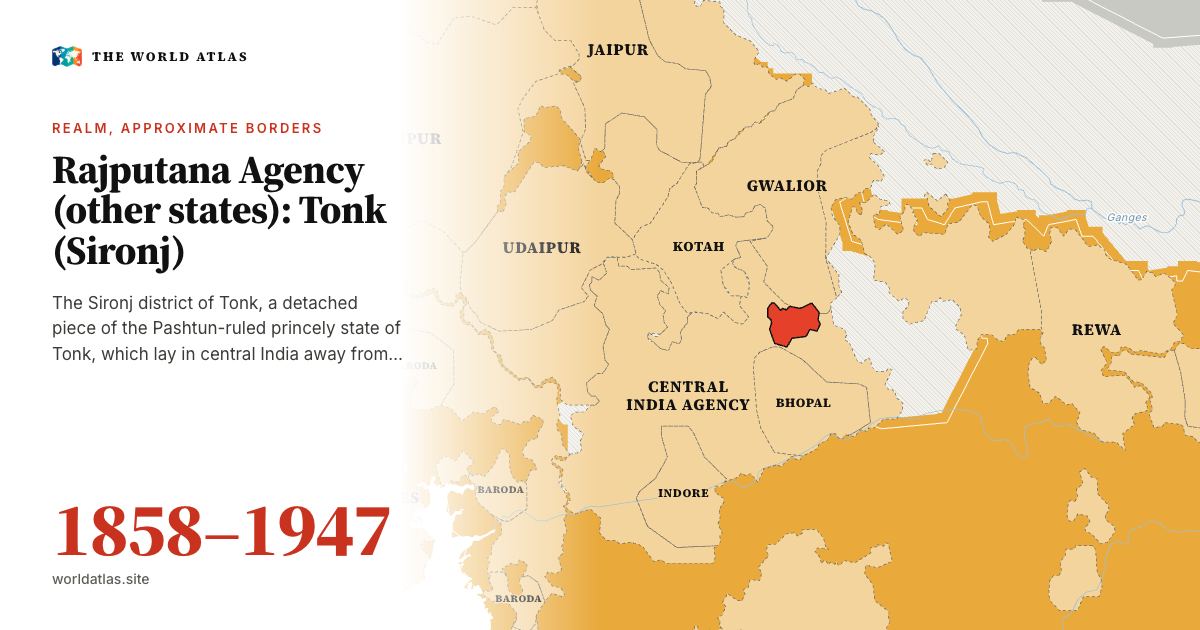 THE WORLD ATLAS
REALM, APPROXIMATE BORDERS
Rajputana Agency
(other states): Tonk
(Sironj)
The Sironj district of Tonk, a detached
piece of the Pashtun-ruled princely state of
Tonk, which lay in central India away from...
1858–1947
worldatlas.site
JAIPUR
GWALIOR
UDAIPUR
KOTAH
Ganges
REWA
CENTRAL
INDIA AGENCY
BHOPAL
INDORE
BARODA
BARODA